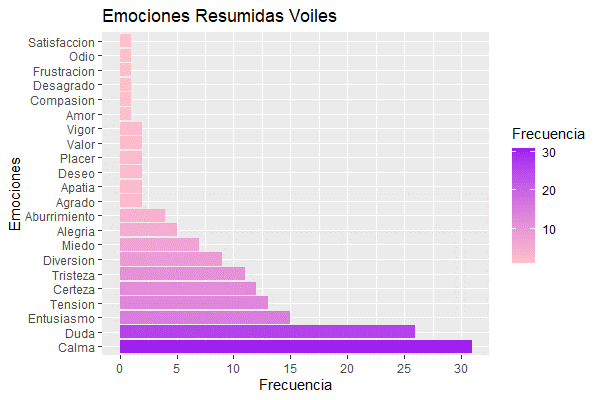 Emociones Resumidas Voiles
Emociones
Satisfaccion
Odio
Frustracion
Desagrado
Compasion
Amor
Vigor
Valor
Placer
Deseo
Apatia
Agrado
Aburrimiento
Alegria
Miedo
Diversion
Tristeza
Certeza
Tension
Entusiasmo
Duda
Calma
0 5 10 15 20 25 30
Frecuencia
Frecuencia
30
20
10